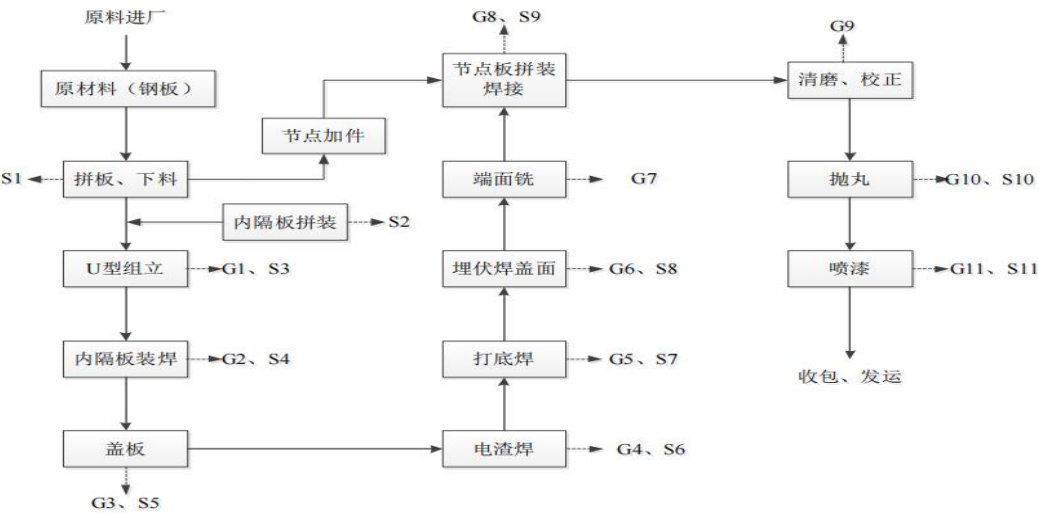 原料进厂
原材料（钢板）
拼板、下料
S1
节点加件
内隔板拼装
S2
U型组立
G1、S3
内隔板装焊
G2、S4
盖板
G3、S5
电渣焊
G4、S6
打底焊
G5、S7
埋伏焊盖面
G6、S8
端面铣
G7
节点板拼装
焊接
G8、S9
清磨、校正
G9
抛丸
G10、S10
喷漆
G11、S11
收包、发运